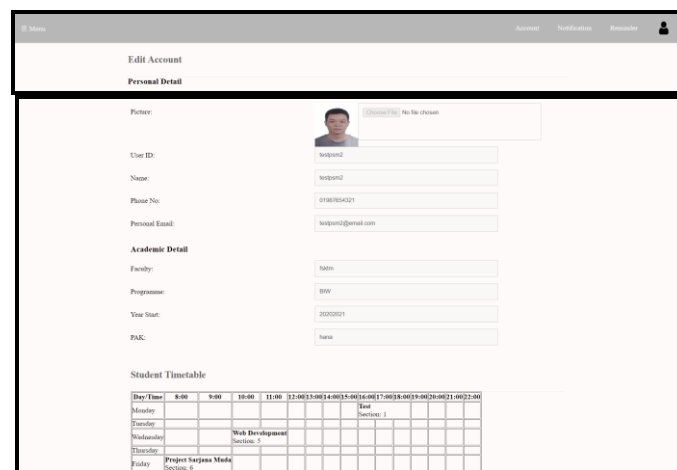 ☰ Menu Account Notification Reminder
Edit Account
Personal Detail
Picture: Choose File No file chosen
User ID: testpsm2
Name: testpsm2
Phone No: 01987654321
Personal Email: testpsm2@email.com
Academic Detail
Faculty: fsktm
Programme: BIW
Year Start: 20202021
PAK: hana
Student Timetable
Day/Time 8:00 9:00 10:00 11:00 12:00 13:00 14:00 15:00 16:00 17:00 18:00 19:00 20:00 21:00 22:00
Monday Test
Section: 1
Tuesday
Wednesday Web Development
Section: 5
Thursday
Friday Project Sarjana Muda
Section: 6